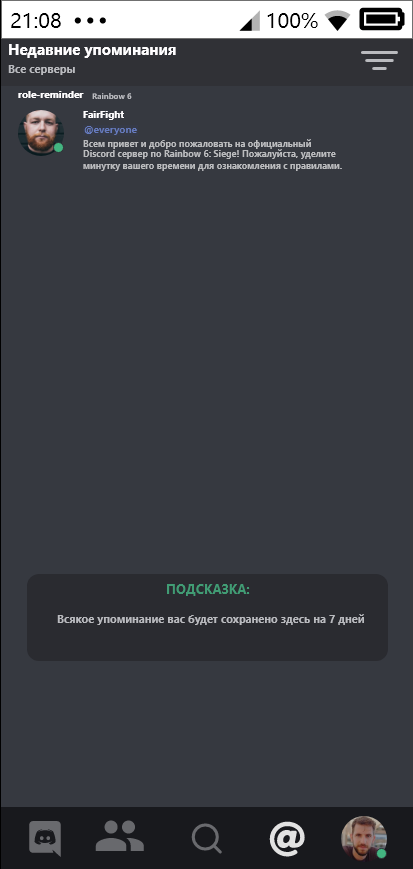 21:08
100%
Недавние упоминания
Все серверы
role-reminder Rainbow 6
FairFight
@everyone
Всем привет и добро пожаловать на официальный
Discord сервер по Rainbow 6: Siege! Пожалуйста, уделите
минутку вашего времени для ознакомления с правилами.
ПОДСКАЗКА:
Всякое упоминание вас будет сохранено здесь на 7 дней
@